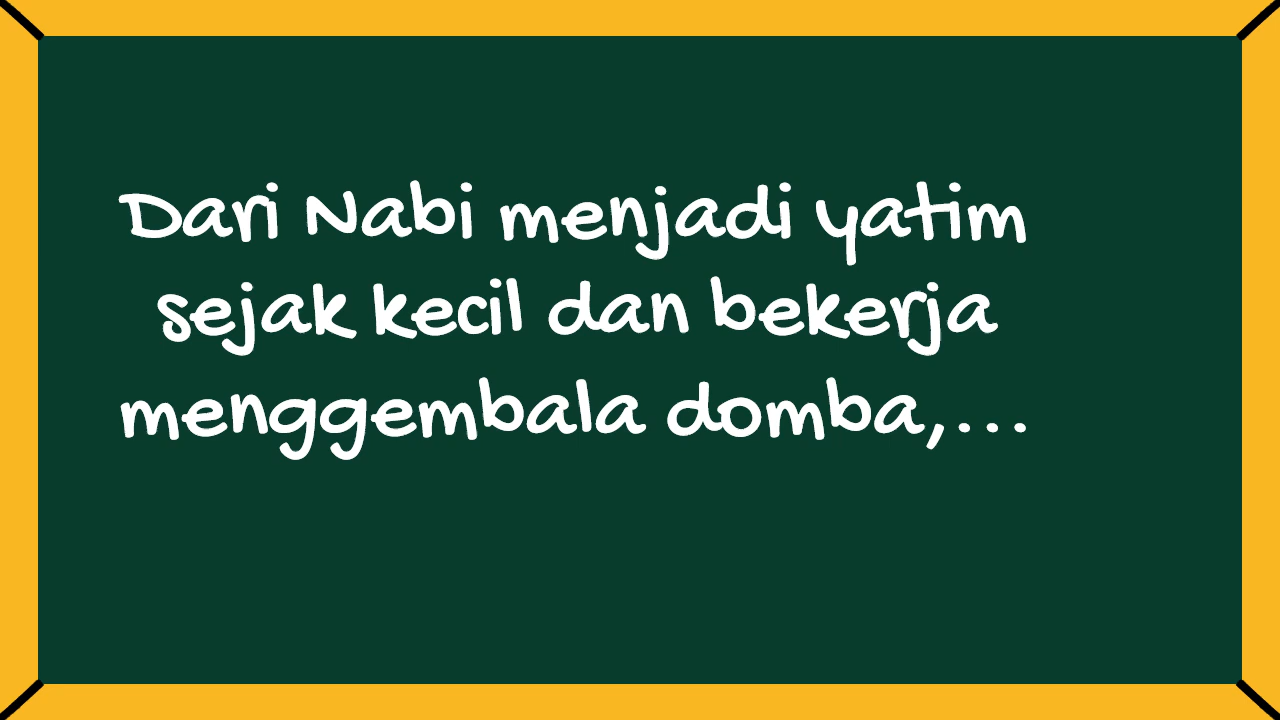 Dari Nabi menjadi yatim
sejak kecil dan bekerja
menggembala domba,...